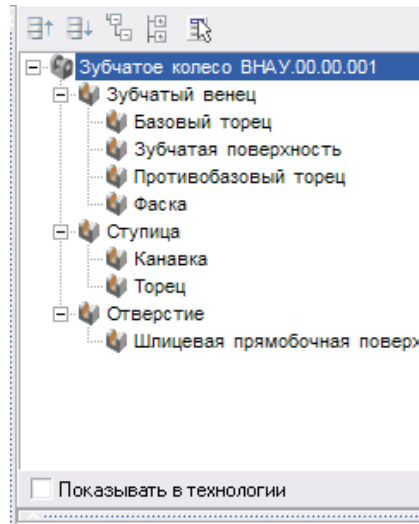 Зубчатое колесо ВНАУ.00.00.001
Зубчатый венец
Базовый торец
Зубчатая поверхность
Противобазовый торец
Фаска
Ступица
Канавка
Торец
Отверстие
Шлицевая прямобочная поверх
Показывать в технологии